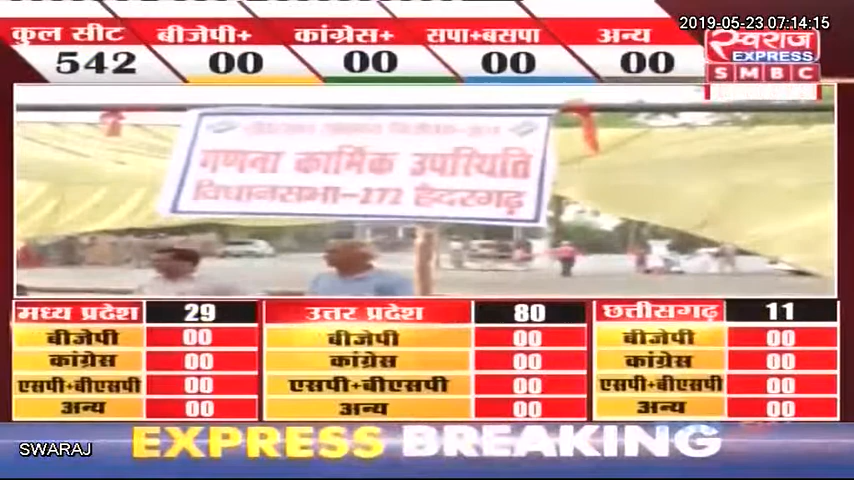 2019-05-23 07:14:15
कुल सीट बीजेपी+ कांग्रेस+ सपा+बसपा अन्य
542 00 00 00 00
स्वराज
EXPRESS
SMBC
गणना कार्मिक उपस्थिति
विधानसभा-272 हैदरगढ़
मध्य प्रदेश 29
बीजेपी 00
कांग्रेस 00
एसपी+बीएसपी 00
अन्य 00
उत्तर प्रदेश 80
बीजेपी 00
कांग्रेस 00
एसपी+बीएसपी 00
अन्य 00
छत्तीसगढ़ 11
बीजेपी 00
कांग्रेस 00
एसपी+बीएसपी 00
अन्य 00
EXPRESS BREAKING
SWARAJ